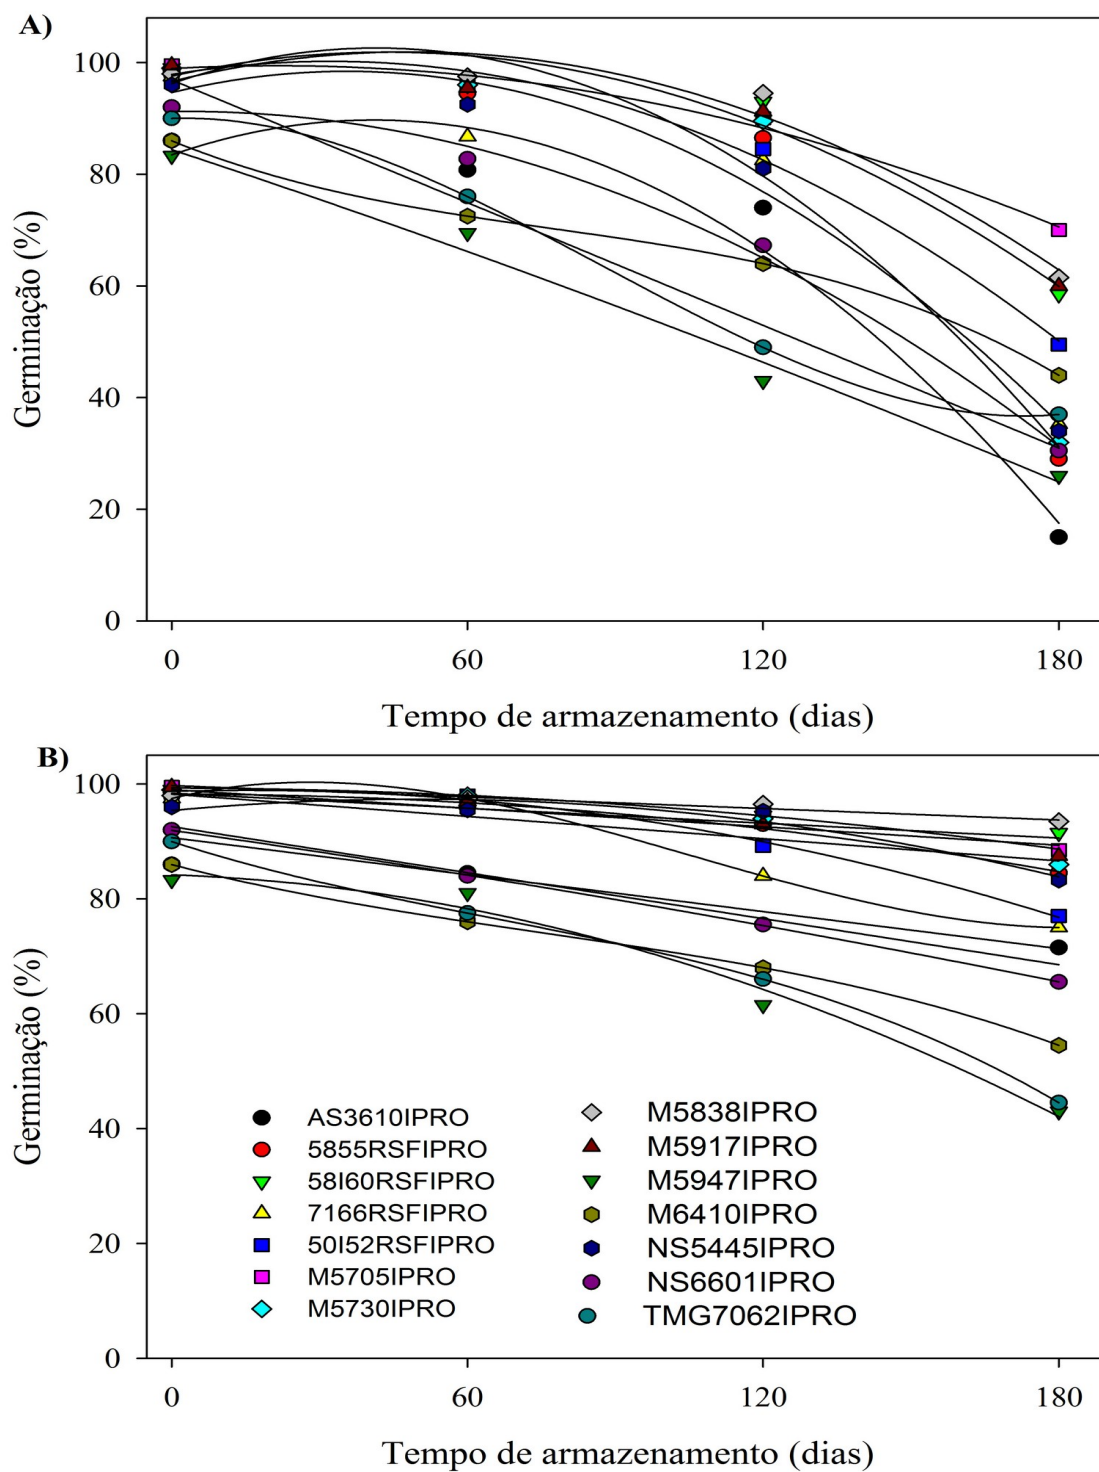 A)
100
80
60
40
20
0
Germinação (%)
0 60 120 180
Tempo de armazenamento (dias)
B)
100
80
60
40
20
0
Germinação (%)
AS3610IPRO
5855RSFIPRO
58I60RSFIPRO
7166RSFIPRO
50I52RSFIPRO
M5705IPRO
M5730IPRO
M5838IPRO
M5917IPRO
M5947IPRO
M6410IPRO
NS5445IPRO
NS6601IPRO
TMG7062IPRO
0 60 120 180
Tempo de armazenamento (dias)